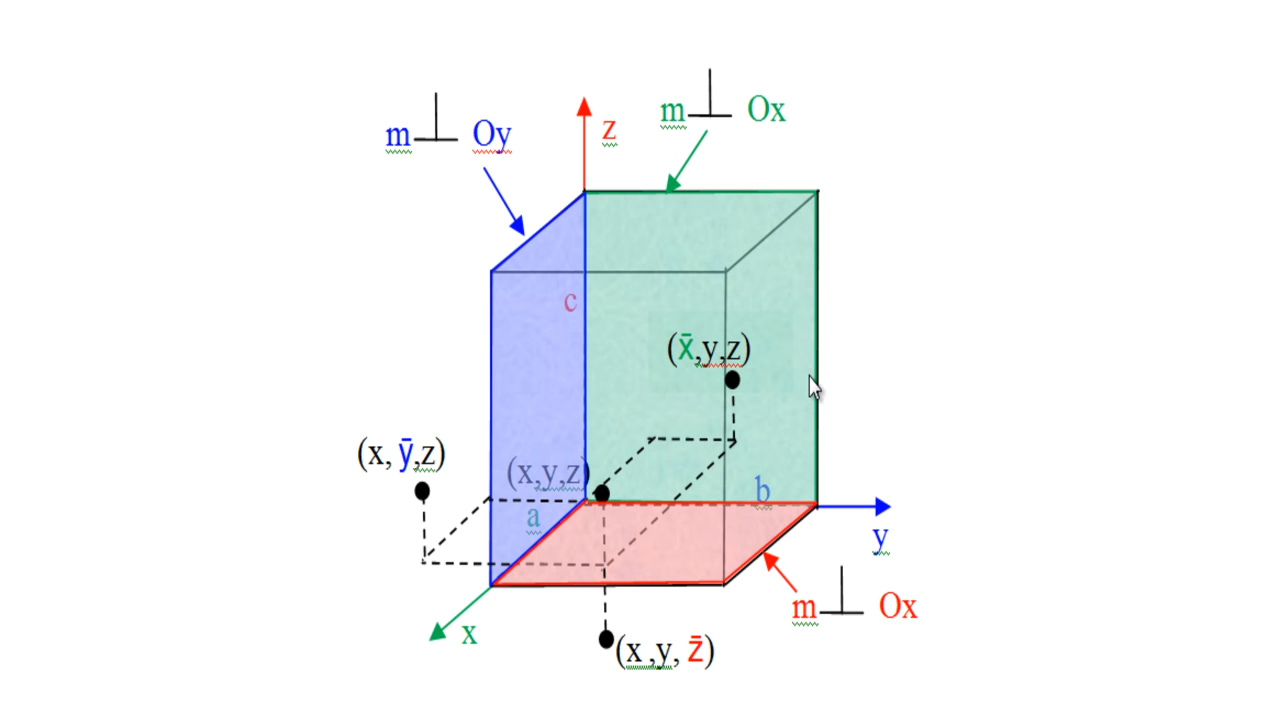 m⊥ Ox
m⊥ Oy
z
c
(x̄,y,z)
(x, ȳ,z)
(x,y,z)
a
b
y
m⊥ Ox
x
(x ,y, z̄)